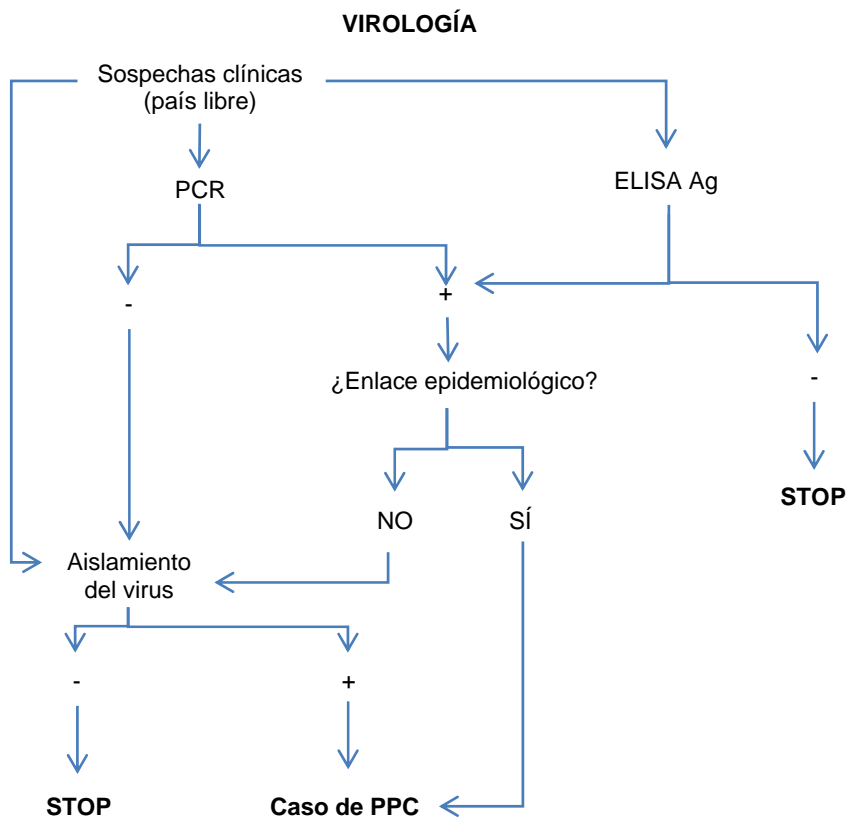 VIROLOGÍA
Sospechas clínicas
(país libre)
PCR
ELISA Ag
-
+
¿Enlace epidemiológico?
-
STOP
NO
SÍ
Aislamiento
del virus
-
+
STOP
Caso de PPC